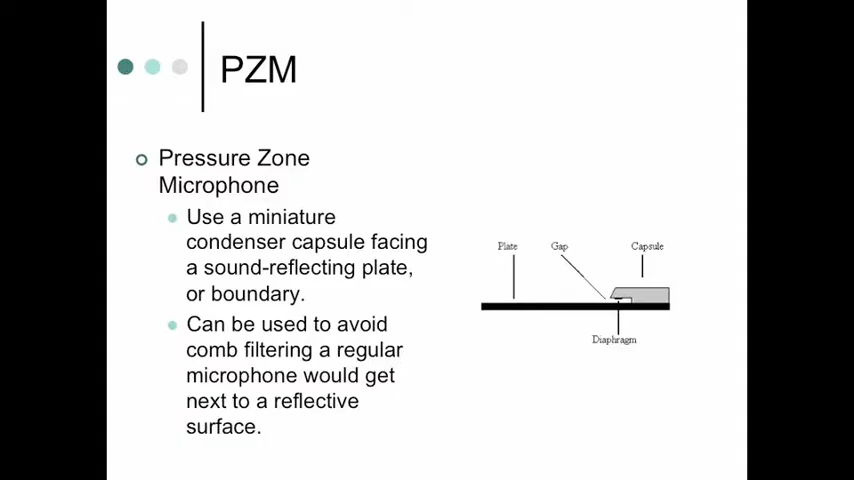 PZM
Pressure Zone
Microphone
Use a miniature
condenser capsule facing
a sound-reflecting plate,
or boundary.
Can be used to avoid
comb filtering a regular
microphone would get
next to a reflective
surface.
Plate
Gap
Capsule
Diaphragm